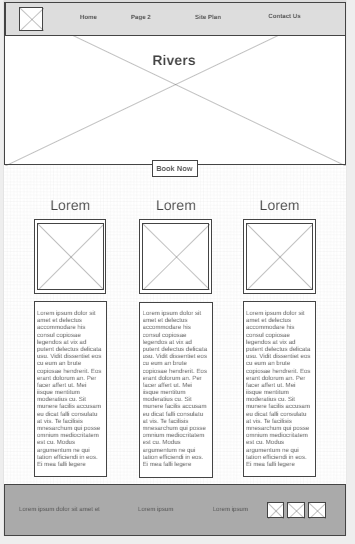 Home Page 2 Site Plan Contact Us
Rivers
Book Now
Lorem Lorem Lorem
Lorem ipsum dolor sit
amet et delectus
accommodare his
consul copiosae
legendos at vix ad
putent delectus delicata
usu. Vidit dissentiet eos
cu eum an brute
copiosae hendrerit. Eos
erant dolorum an. Per
facer affert ut. Mei
iisque mentitum
moderatius cu. Sit
munere facilis accusam
eu dicat falli consulatu
at vis. Te facilisis
mnesarchum qui posse
omnium mediocritatem
est cu. Modus
argumentum ne qui
tation efficiendi in eos.
Ei mea falli legere
Lorem ipsum dolor sit
amet et delectus
accommodare his
consul copiosae
legendos at vix ad
putent delectus delicata
usu. Vidit dissentiet eos
cu eum an brute
copiosae hendrerit. Eos
erant dolorum an. Per
facer affert ut. Mei
iisque mentitum
moderatius cu. Sit
munere facilis accusam
eu dicat falli consulatu
at vis. Te facilisis
mnesarchum qui posse
omnium mediocritatem
est cu. Modus
argumentum ne qui
tation efficiendi in eos.
Ei mea falli legere
Lorem ipsum dolor sit
amet et delectus
accommodare his
consul copiosae
legendos at vix ad
putent delectus delicata
usu. Vidit dissentiet eos
cu eum an brute
copiosae hendrerit. Eos
erant dolorum an. Per
facer affert ut. Mei
iisque mentitum
moderatius cu. Sit
munere facilis accusam
eu dicat falli consulatu
at vis. Te facilisis
mnesarchum qui posse
omnium mediocritatem
est cu. Modus
argumentum ne qui
tation efficiendi in eos.
Ei mea falli legere
Lorem ipsum dolor sit amet et Lorem ipsum Lorem ipsum